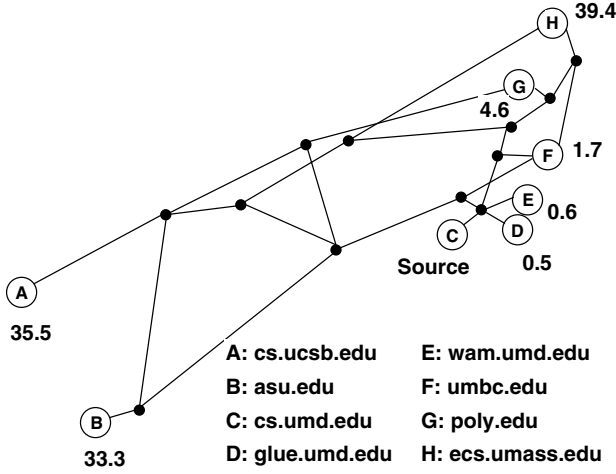 39.4
H
G
4.6
F
1.7
E
0.6
D
C
Source
0.5
A
35.5
B
33.3
A: cs.ucsb.edu
E: wam.umd.edu
B: asu.edu
F: umbc.edu
C: cs.umd.edu
G: poly.edu
D: glue.umd.edu
H: ecs.umass.edu